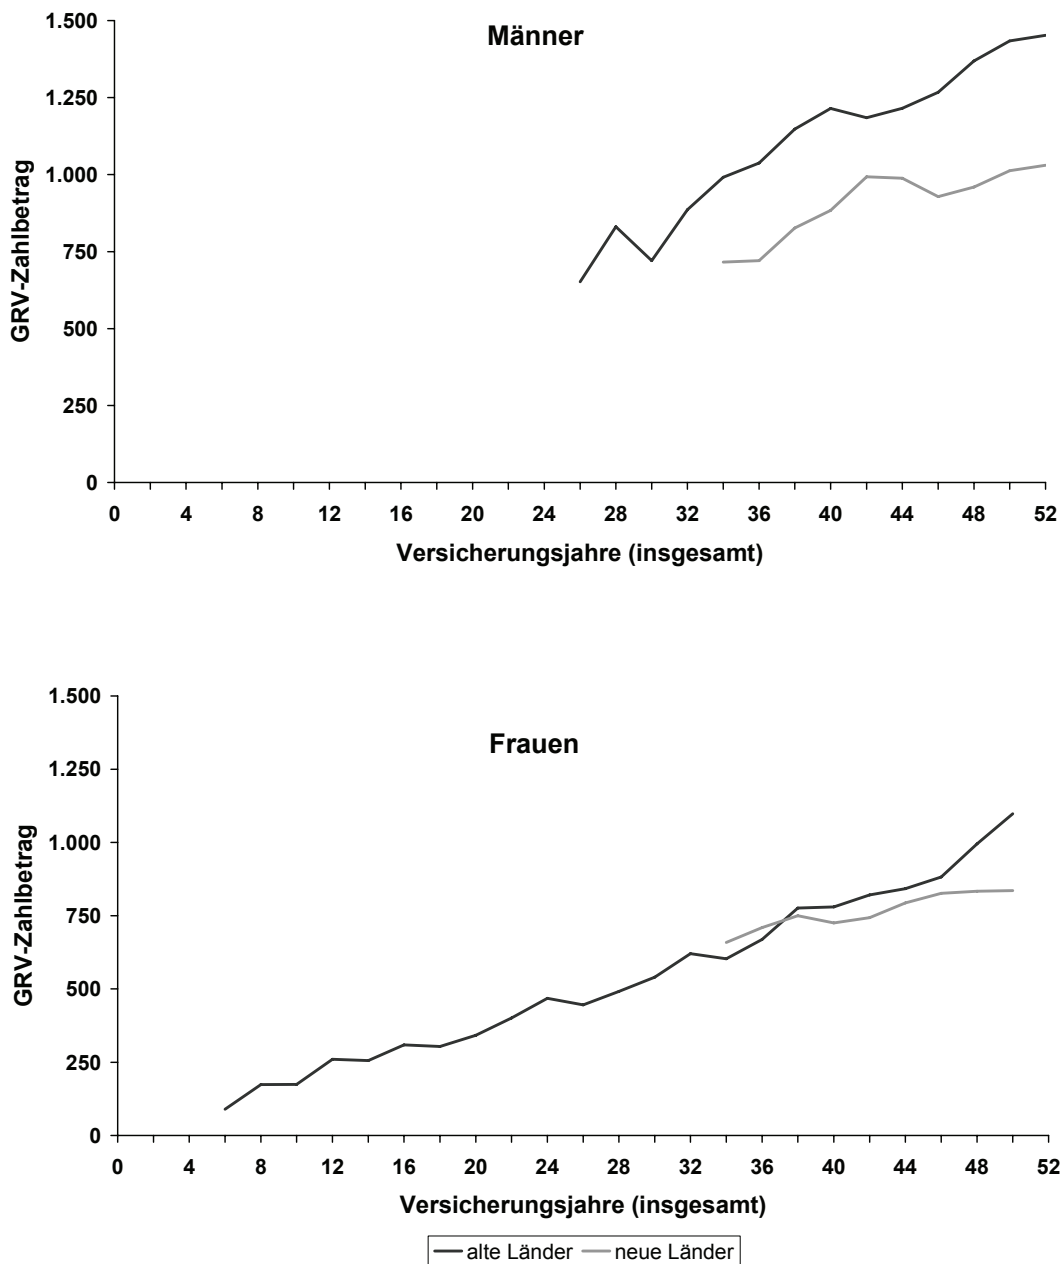 Männer
GRV-Zahlbetrag
1.500
1.250
1.000
750
500
250
0
0 4 8 12 16 20 24 28 32 36 40 44 48 52
Versicherungsjahre (insgesamt)
Frauen
GRV-Zahlbetrag
1.500
1.250
1.000
750
500
250
0
0 4 8 12 16 20 24 28 32 36 40 44 48 52
Versicherungsjahre (insgesamt)
alte Länder neue Länder